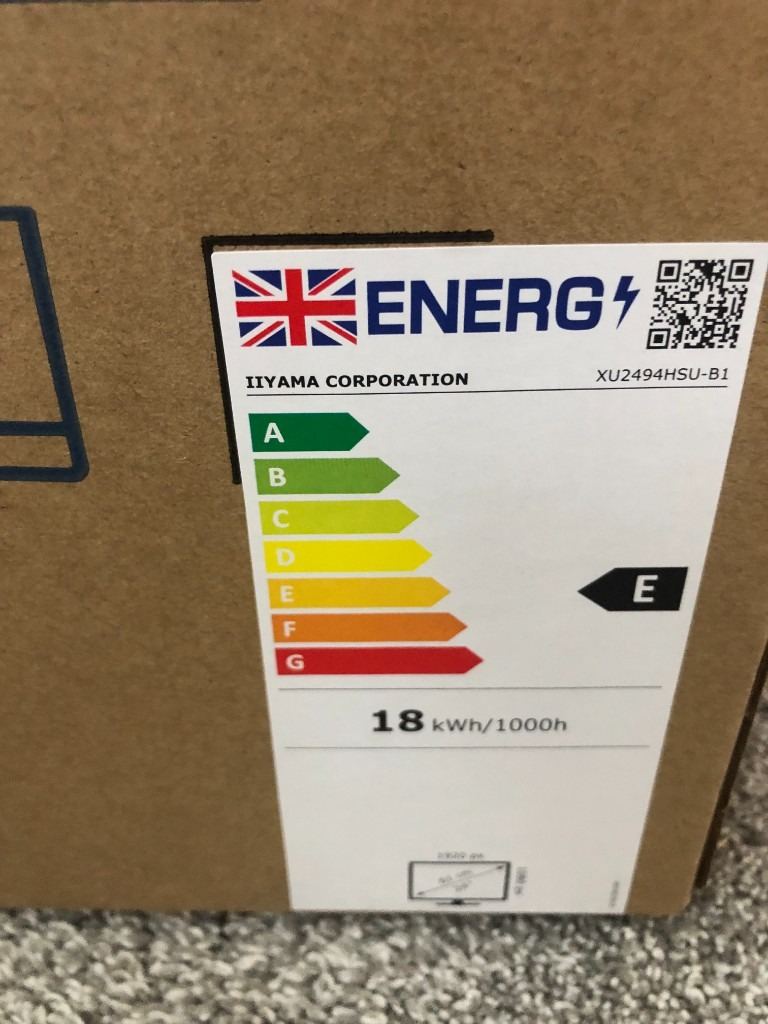 ENERG
IIYAMA CORPORATION XU2494HSU-B1
A
B
C
D
E
E
F
G
18 kWh/1000h